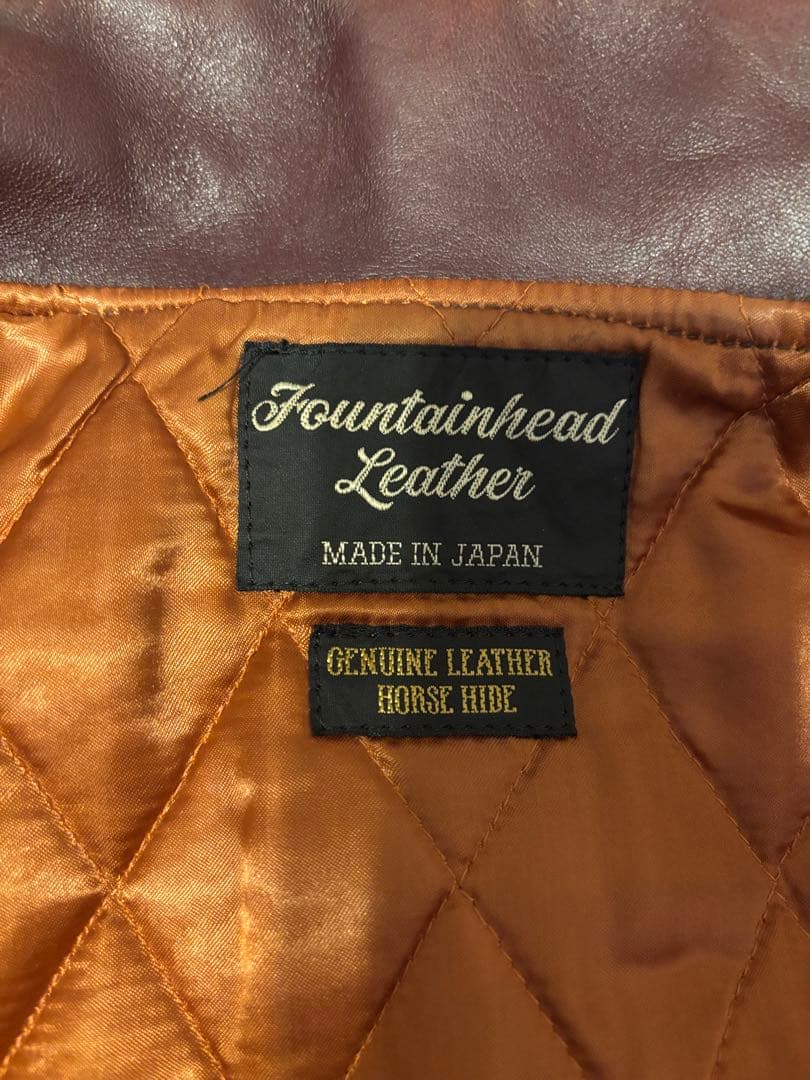 Fountainhead
Leather
MADE IN JAPAN
GENUINE LEATHER
HORSE HIDE